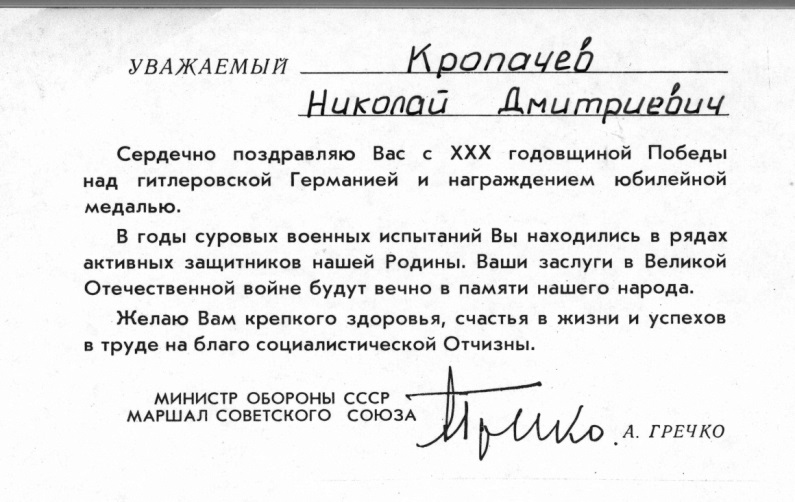 УВАЖАЕМЫЙ Кропачев
Николай Дмитриевич
Сердечно поздравляю Вас с XXX годовщиной Победы
над гитлеровской Германией и награждением юбилейной
медалью.
В годы суровых военных испытаний Вы находились в рядах
активных защитников нашей Родины. Ваши заслуги в Великой
Отечественной войне будут вечно в памяти нашего народа.
Желаю Вам крепкого здоровья, счастья в жизни и успехов
в труде на благо социалистической Отчизны.
МИНИСТР ОБОРОНЫ СССР
МАРШАЛ СОВЕТСКОГО СОЮЗА
Гречко
А. ГРЕЧКО